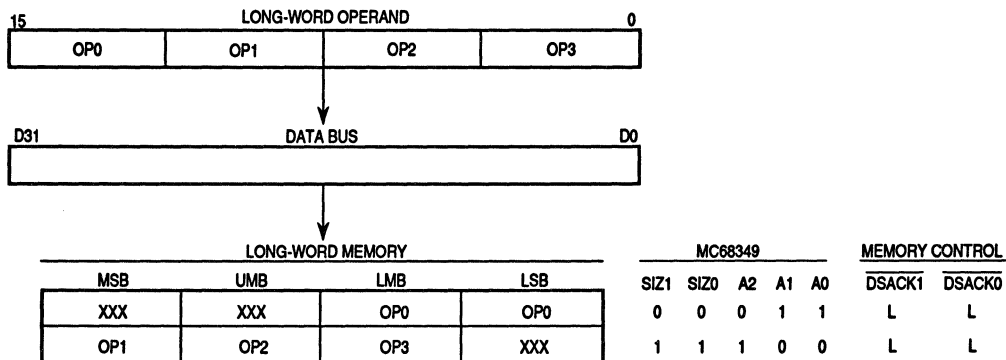 15 LONG-WORD OPERAND 0
OP0 OP1 OP2 OP3
D31 DATA BUS D0
LONG-WORD MEMORY MC68349 MEMORY CONTROL
MSB UMB LMB LSB SIZ1 SIZ0 A2 A1 A0 DSACK1 DSACK0
XXX XXX OP0 OP0 0 0 0 1 1 L L
OP1 OP2 OP3 XXX 1 1 1 0 0 L L